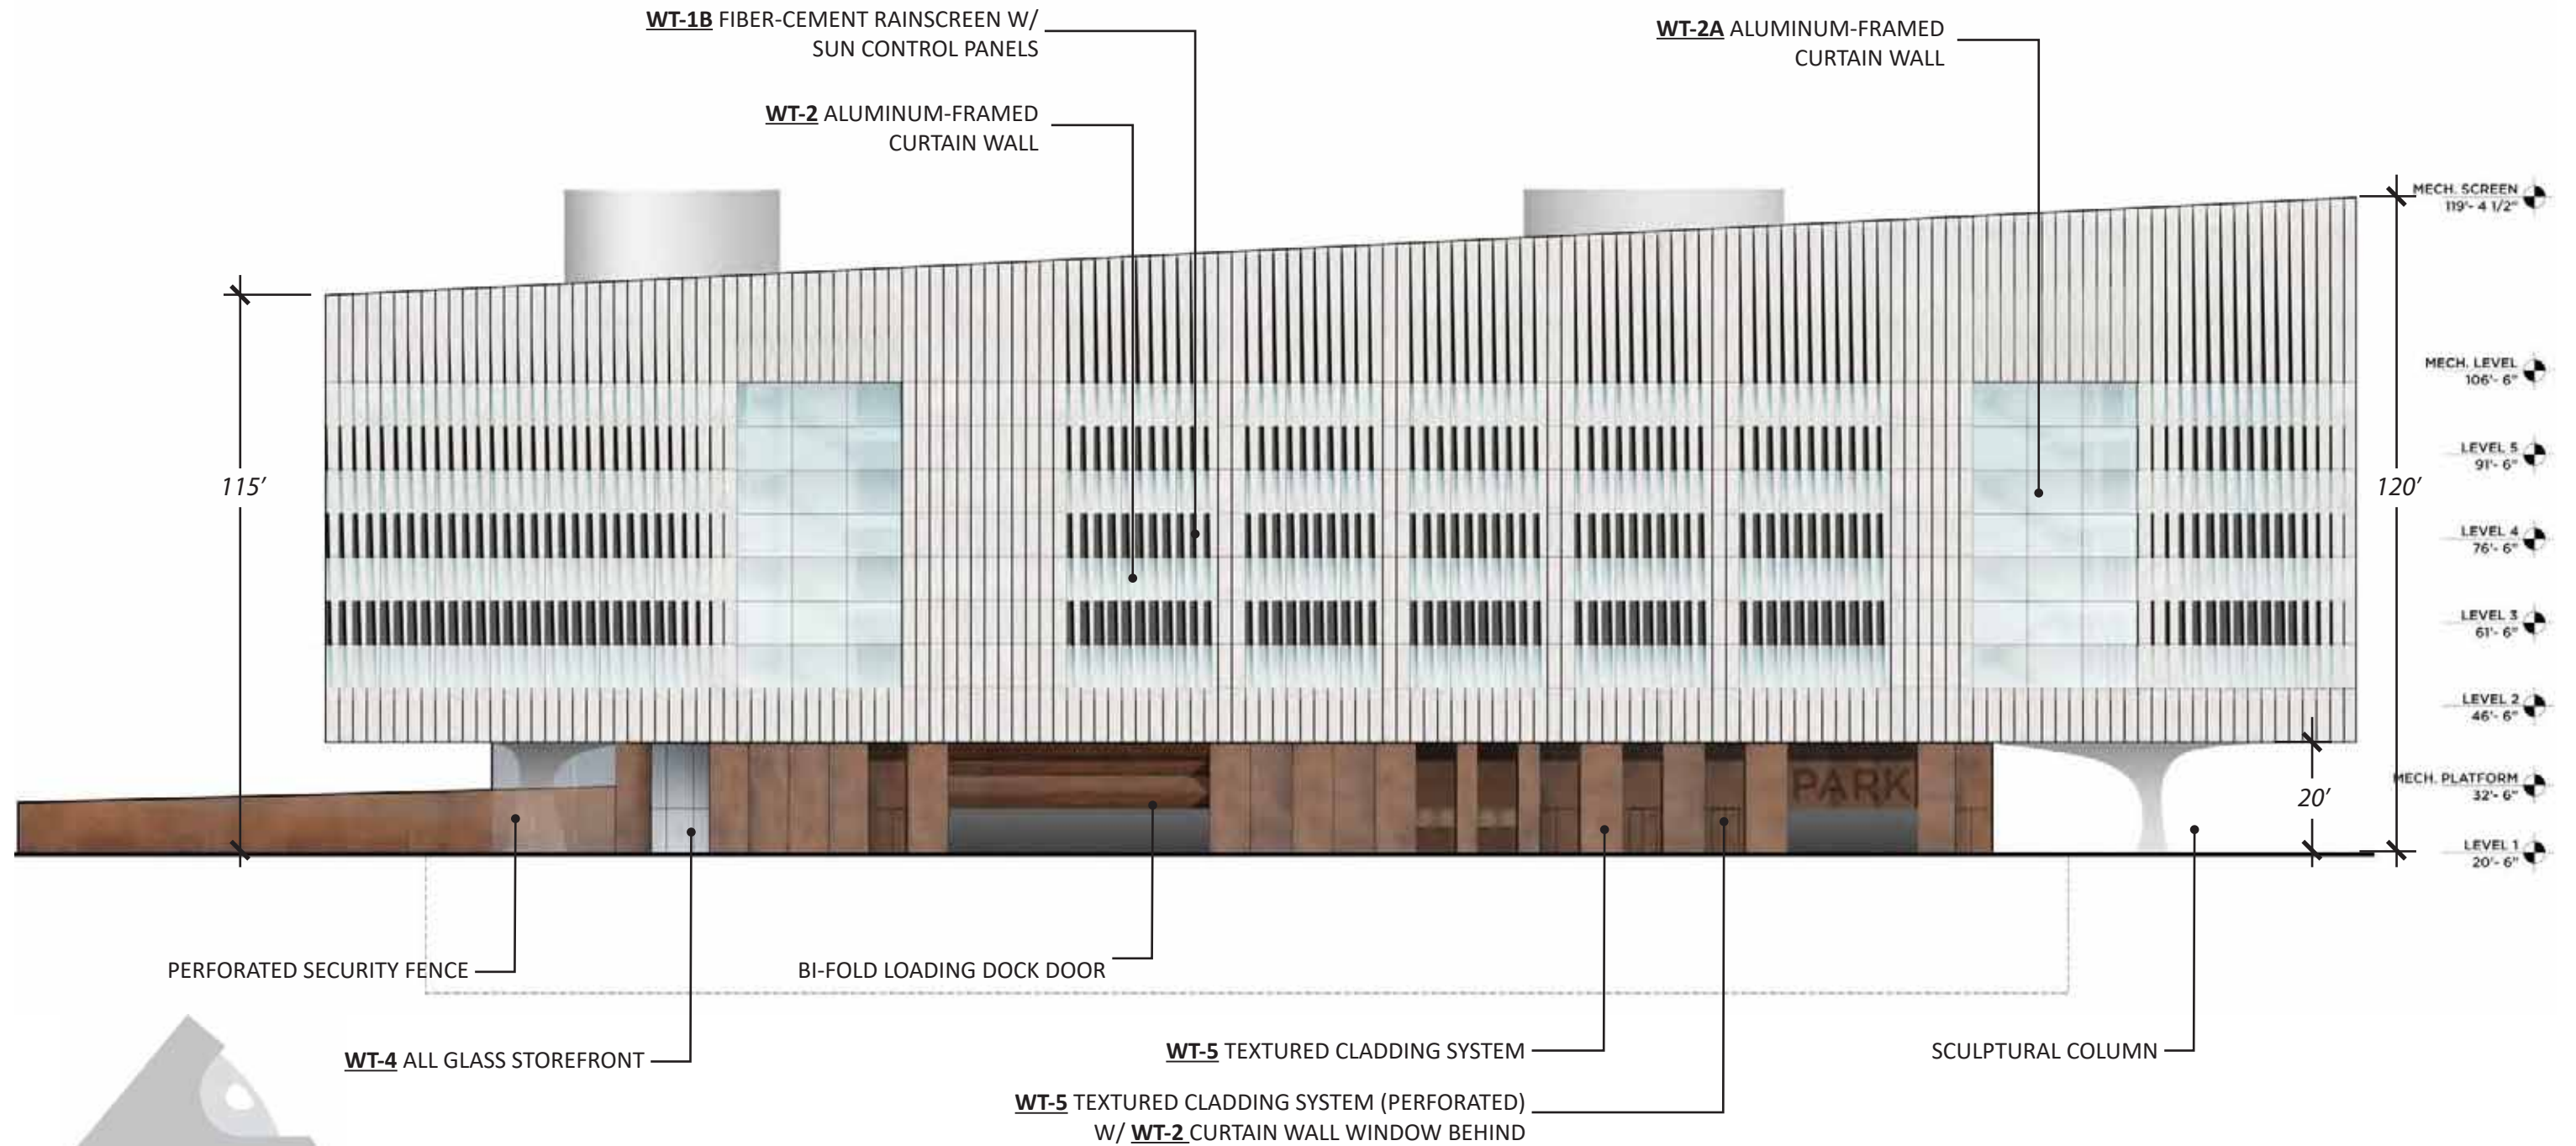 WT-1B FIBER-CEMENT RAINSCREEN W/
SUN CONTROL PANELS
WT-2A ALUMINUM-FRAMED
CURTAIN WALL
WT-2 ALUMINUM-FRAMED
CURTAIN WALL
MECH. SCREEN
119'- 4 1/2"
MECH. LEVEL
106'- 6"
LEVEL 5
91'- 6"
115'
120'
LEVEL 4
76'- 6"
LEVEL 3
61'- 6"
LEVEL 2
46'- 6"
MECH. PLATFORM
32'- 6"
PARK
20'
LEVEL 1
20'- 6"
PERFORATED SECURITY FENCE
BI-FOLD LOADING DOCK DOOR
WT-4 ALL GLASS STOREFRONT
WT-5 TEXTURED CLADDING SYSTEM
SCULPTURAL COLUMN
WT-5 TEXTURED CLADDING SYSTEM (PERFORATED)
W/ WT-2 CURTAIN WALL WINDOW BEHIND